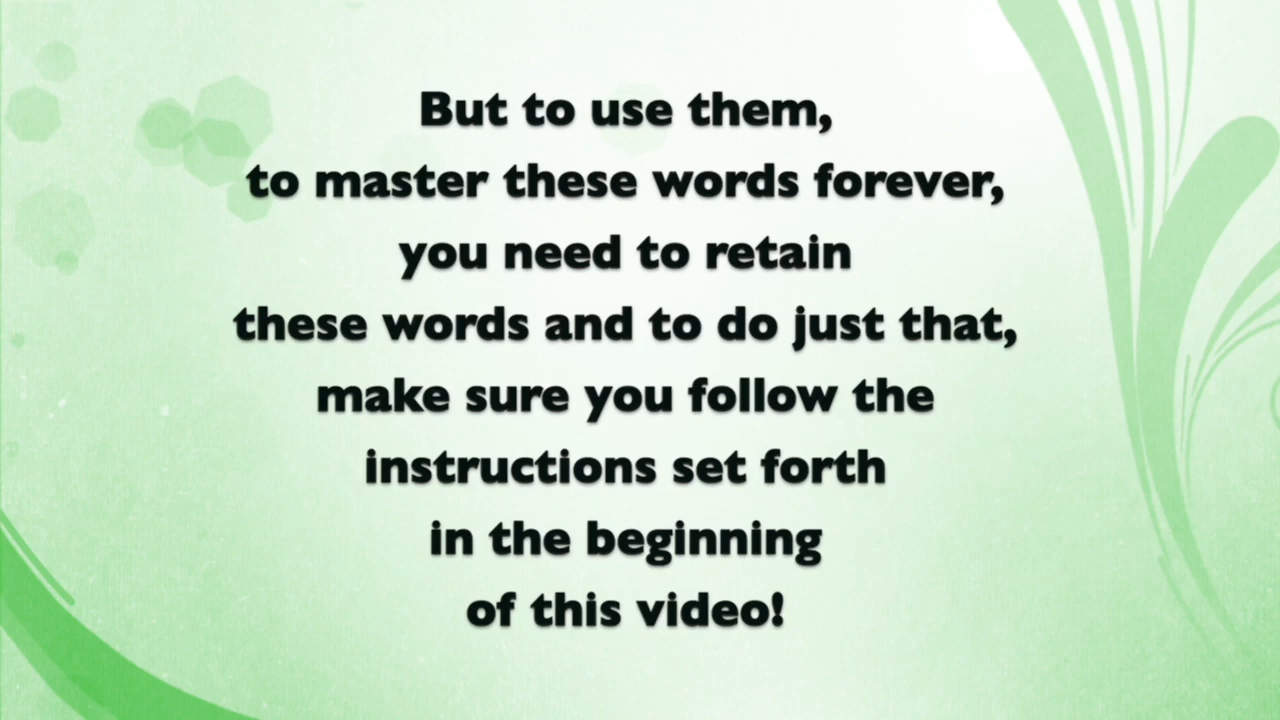 But to use them,
to master these words forever,
you need to retain
these words and to do just that,
make sure you follow the
instructions set forth
in the beginning
of this video!